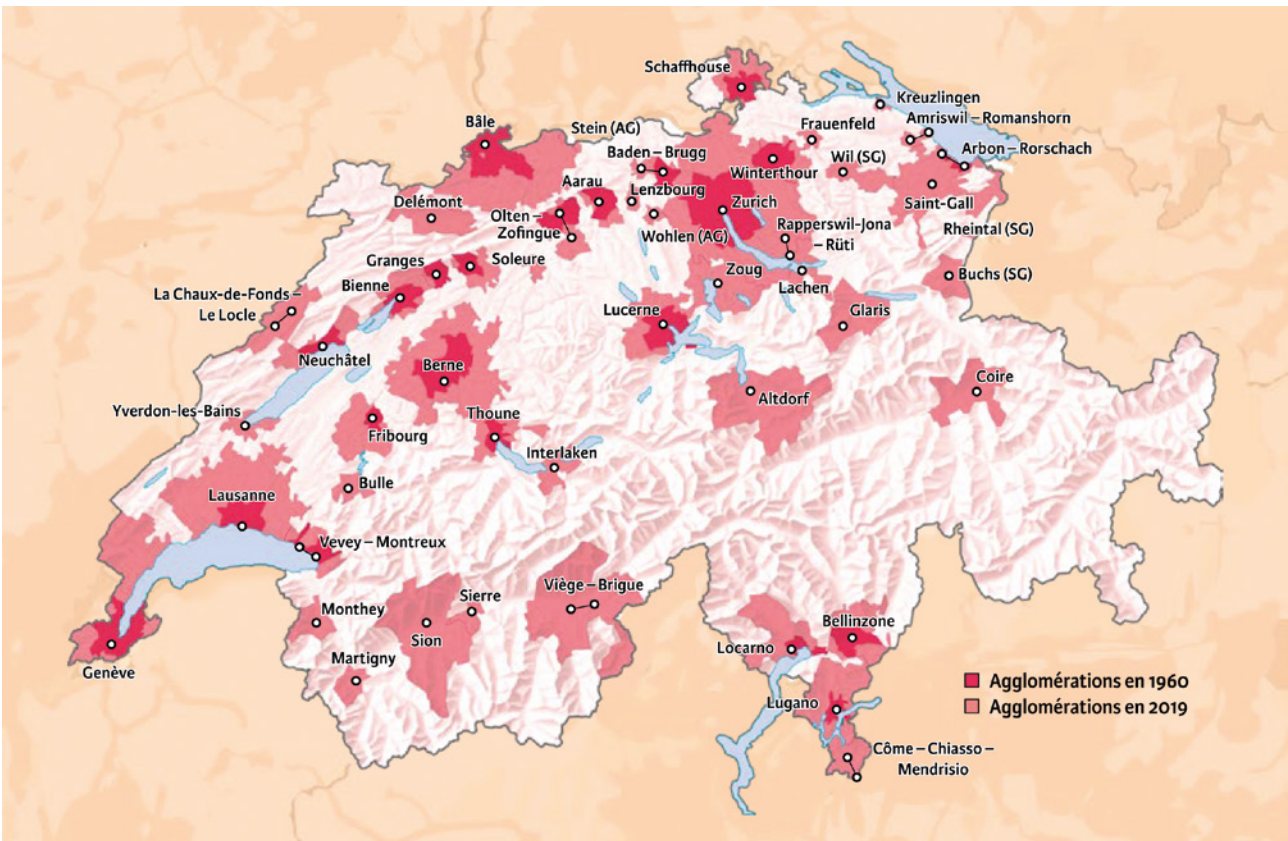 Schaffhouse
Kreuzlingen
Amriswil – Romanshorn
Bâle
Stein (AG)
Frauenfeld
Arbon – Rorschach
Baden – Brugg
Wil (SG)
Winterthour
Aarau
Lenzbourg
Delémont
Zurich
Saint-Gall
Olten –
Zofingue
Wohlen (AG)
Rapperswil-Jona
– Rüti
Rheintal (SG)
Granges
Soleure
Zoug
Lachen
Buchs (SG)
Bienne
La Chaux-de-Fonds –
Le Locle
Lucerne
Glaris
Neuchâtel
Berne
Coire
Altdorf
Yverdon-les-Bains
Thoune
Fribourg
Interlaken
Bulle
Lausanne
Vevey – Montreux
Viège – Brigue
Monthey
Sierre
Sion
Bellinzone
Locarno
Martigny
Genève
Lugano
Agglomérations en 1960
Agglomérations en 2019
Côme – Chiasso –
Mendrisio